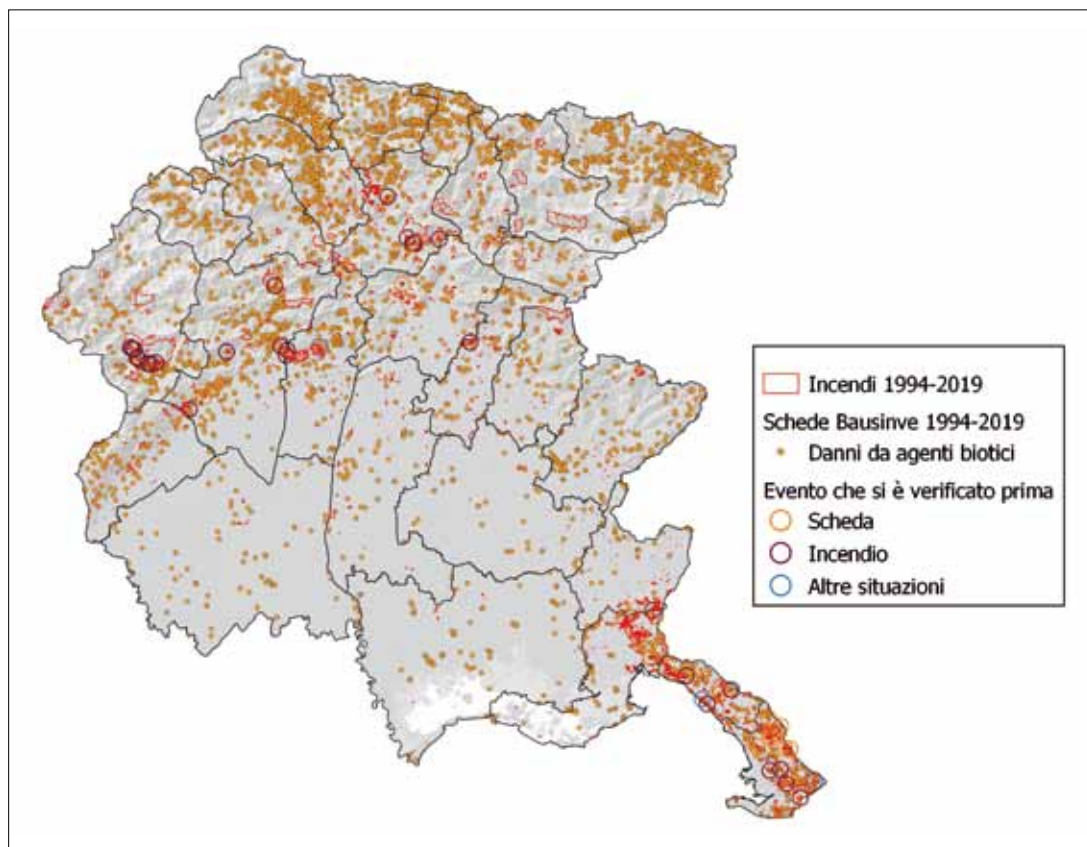 Incendi 1994-2019
Schede Bausinve 1994-2019
Danni da agenti biotici
Evento che si è verificato prima
Scheda
Incendio
Altre situazioni